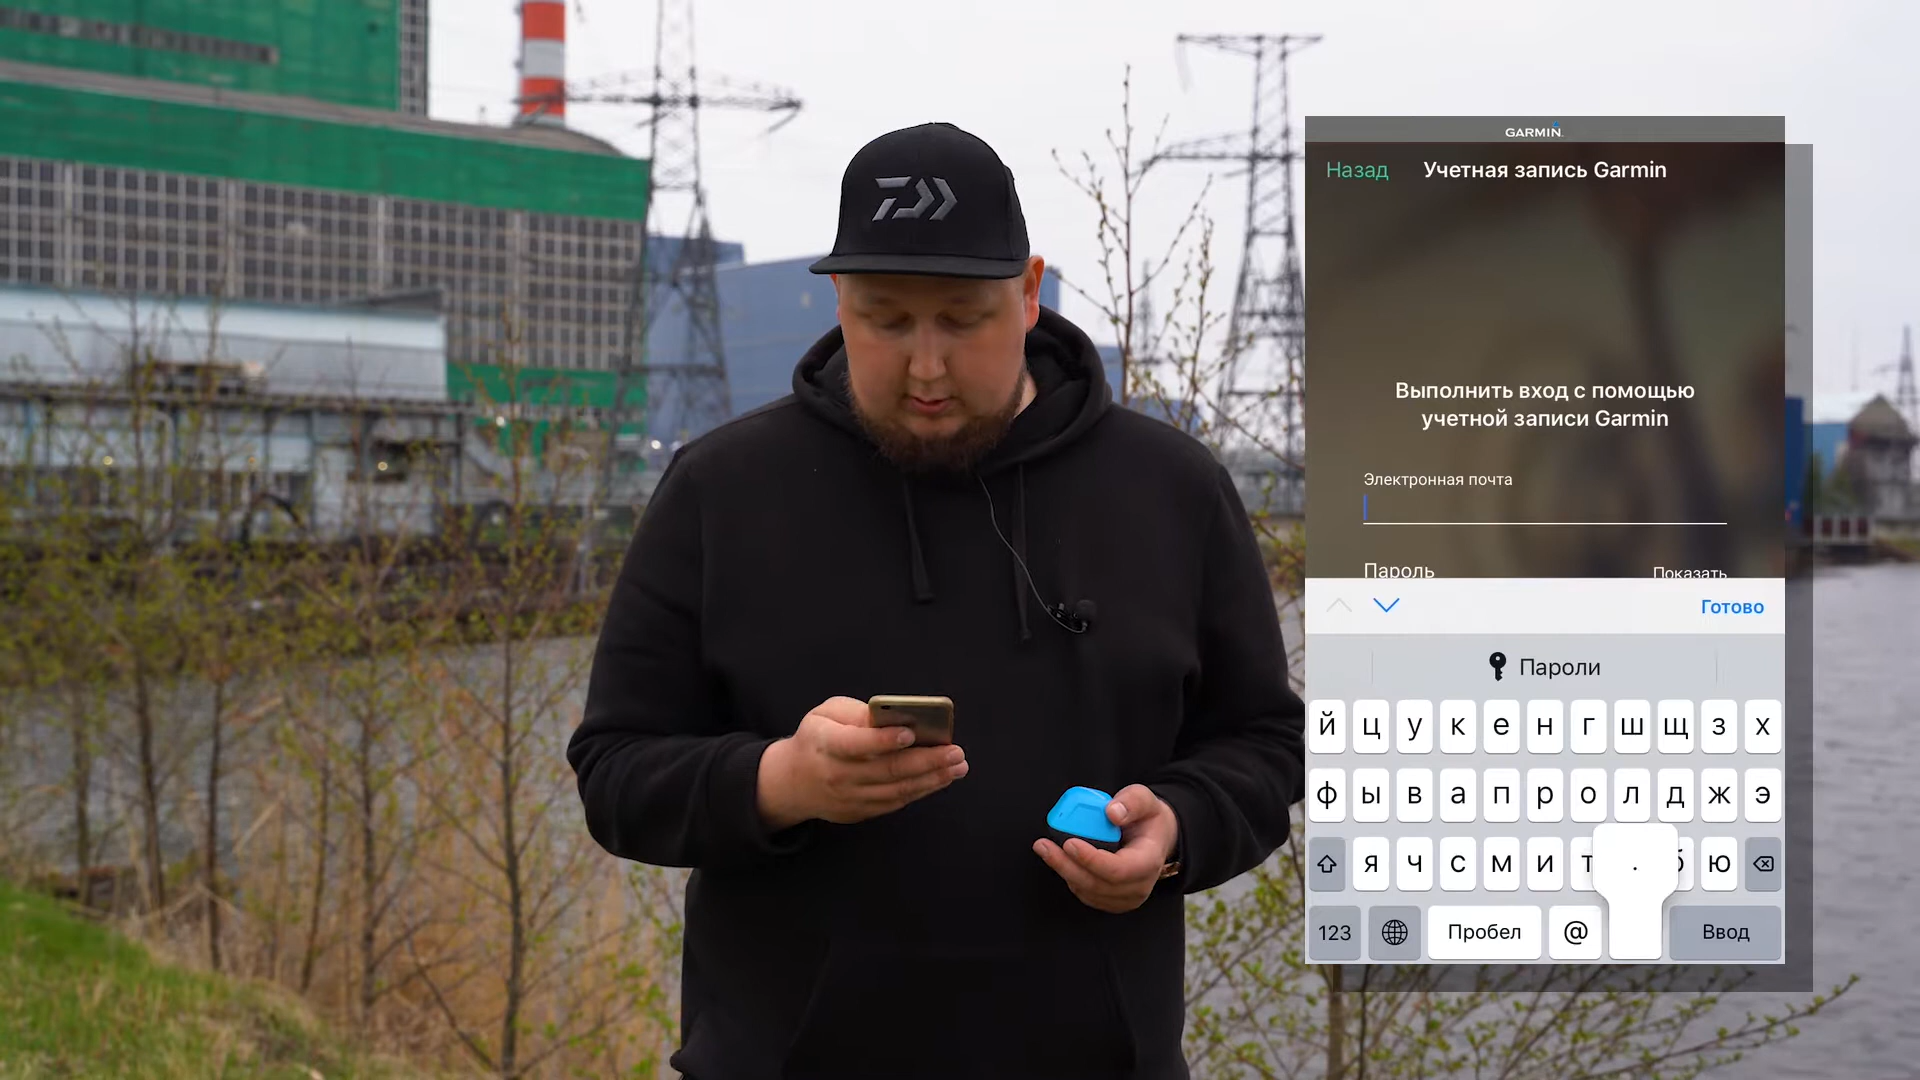 GARMIN
Назад Учетная запись Garmin
Выполнить вход с помощью
учетной записи Garmin
Электронная почта
Пароль Показать
Готово
Пароли
й ц у к е н г ш щ з х
ф ы в а п р о л д ж э
я ч с м и т . б ю
123 Пробел @ Ввод